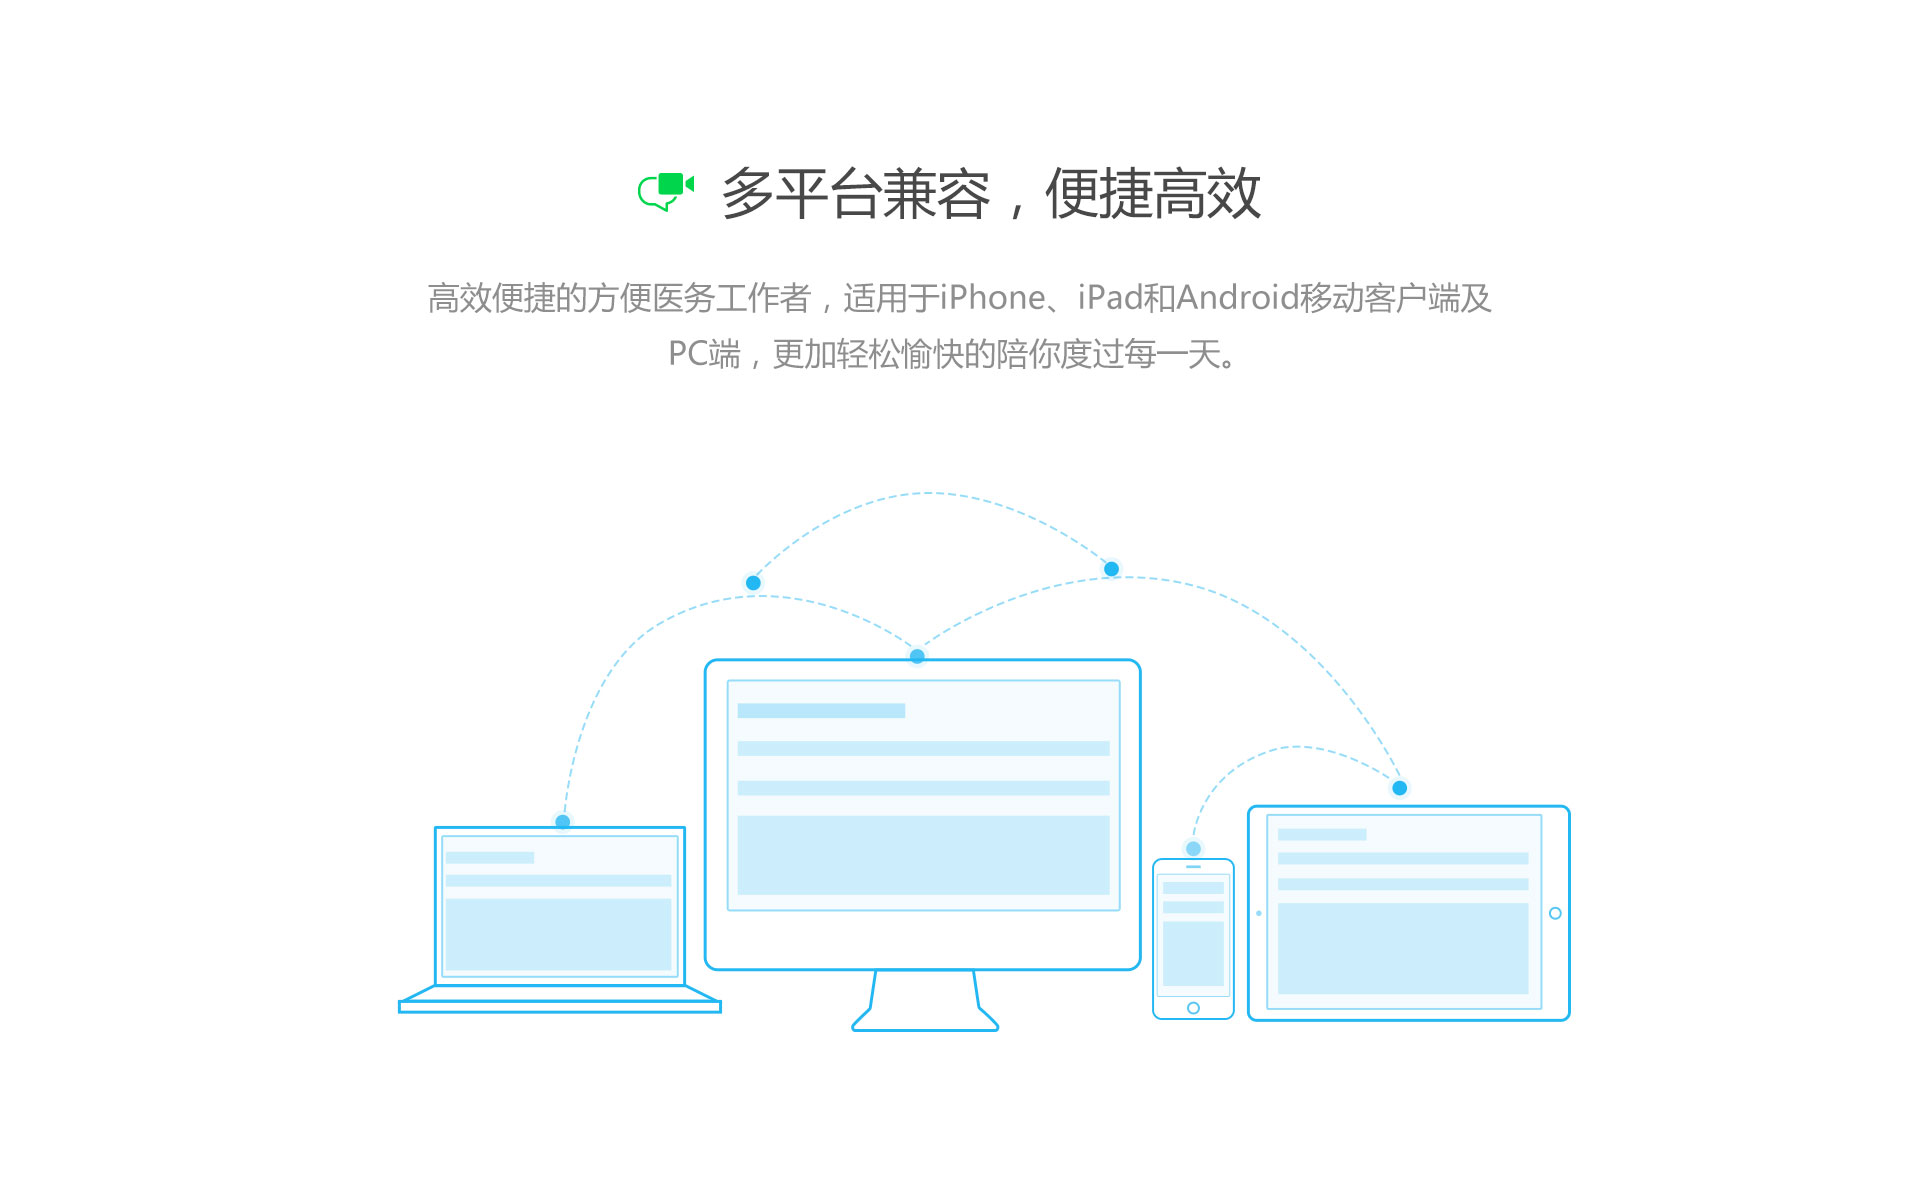 多平台兼容，便捷高效
高效便捷的方便医务工作者，适用于iPhone、iPad和Android移动客户端及
PC端，更加轻松愉快的陪你度过每一天。